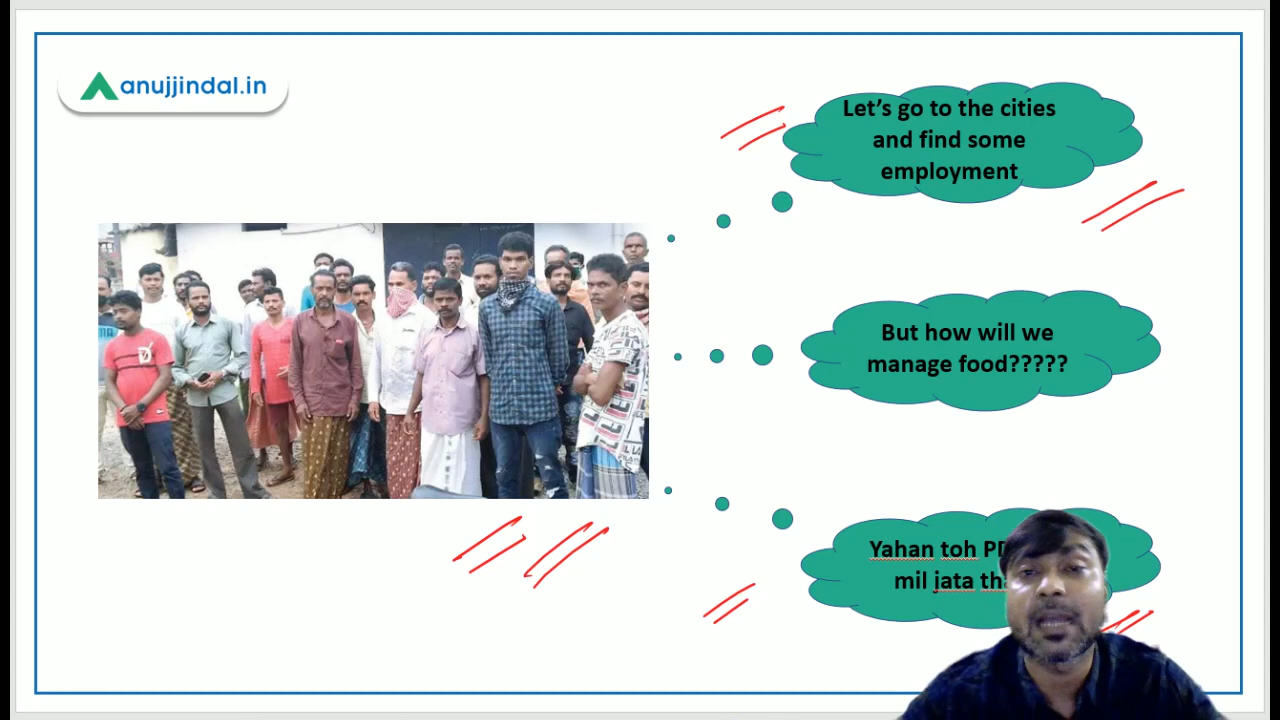 anujjindal.in
Let’s go to the cities
and find some
employment
But how will we
manage food?????
Yahan toh
mil jata